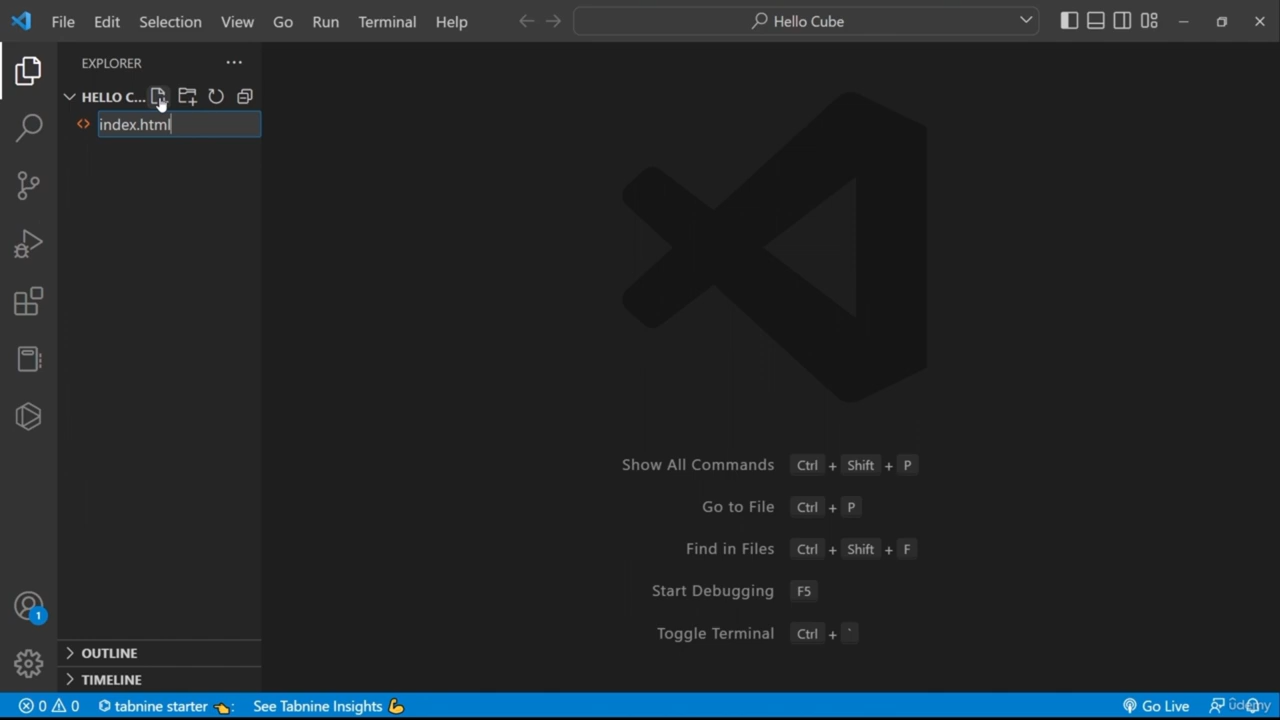 File Edit Selection View Go Run Terminal Help
Hello Cube
EXPLORER
HELLO C...
index.html
Show All Commands Ctrl + Shift + P
Go to File Ctrl + P
Find in Files Ctrl + Shift + F
Start Debugging F5
Toggle Terminal Ctrl + `
1
OUTLINE
TIMELINE
0 0 tabnine starter 👈 : See Tabnine Insights 💪 Go Live
udemy